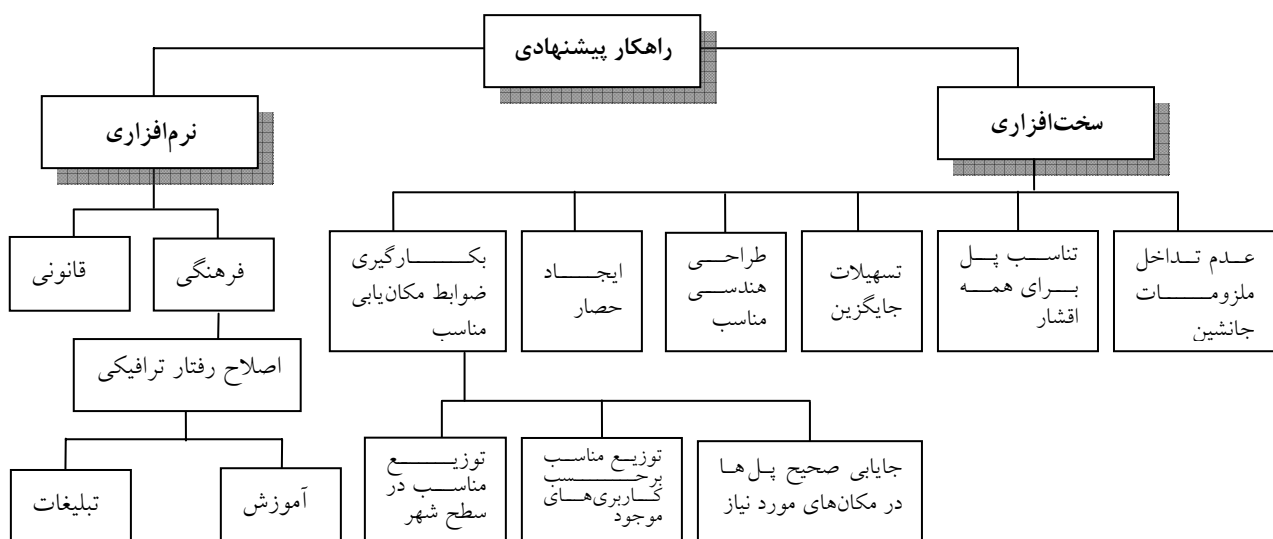 راهکار پیشنهادی
سخت‌افزاری
نرم‌افزاری
عدم تداخل
ملزومات
جانشین
تناسب پل
برای همه
اقشار
تسهیلات
جایگزین
طراحی
هندسی
مناسب
ایجاد
حصار
بکارگیری
ضوابط مکان‌یابی
مناسب
فرهنگی
قانونی
اصلاح رفتار ترافیکی
جایابی صحیح پل‌ها
در مکان‌های مورد نیاز
توزیع مناسب
برحسب
کاربری‌های
موجود
توزیع
مناسب در
سطح شهر
آموزش
تبلیغات